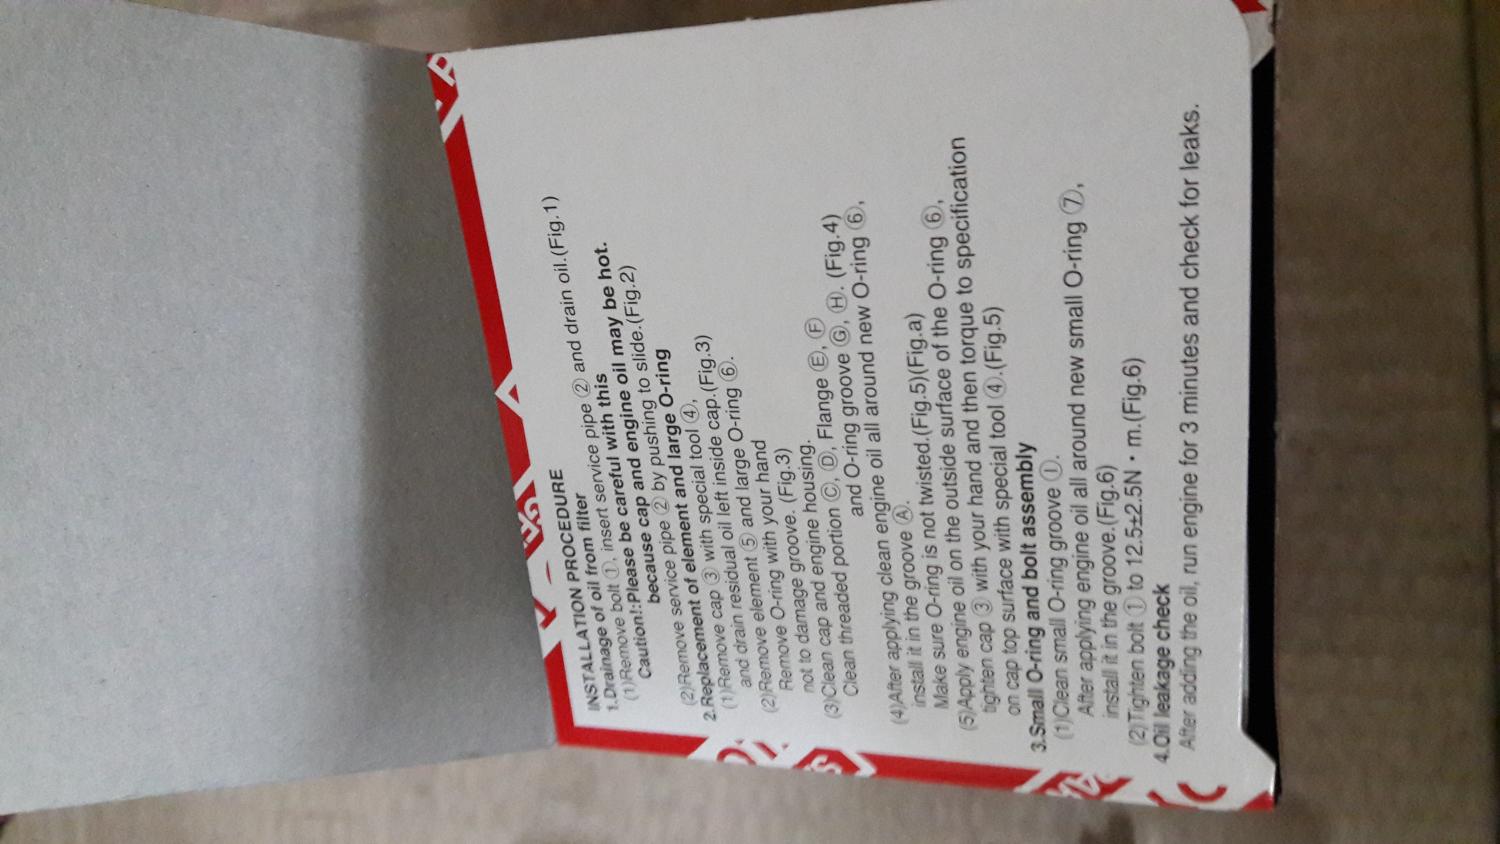 INSTALLATION PROCEDURE
1.Drainage of oil from filter
(1)Remove bolt ①, insert service pipe ② and drain oil.(Fig.1)
Caution!:Please be careful with this
because cap and engine oil may be hot.
(2)Remove service pipe ② by pushing to slide.(Fig.2)
2.Replacement of element and large O-ring
(1)Remove cap ③ with special tool ④,
and drain residual oil left inside cap.(Fig.3)
(2)Remove element ⑤ and large O-ring ⑥.
Remove O-ring with your hand
not to damage groove. (Fig.3)
(3)Clean cap and engine housing.
Clean threaded portion Ⓒ, Ⓓ, Flange Ⓔ, Ⓕ
and O-ring groove Ⓖ, Ⓗ. (Fig.4)
(4)After applying clean engine oil all around new O-ring ⑥,
install it in the groove Ⓐ.
Make sure O-ring is not twisted.(Fig.5)(Fig.a)
(5)Apply engine oil on the outside surface of the O-ring ⑥,
tighten cap ③ with your hand and then torque to specification
on cap top surface with special tool ④.(Fig.5)
3.Small O-ring and bolt assembly
(1)Clean small O-ring groove ①.
After applying engine oil all around new small O-ring ⑦,
install it in the groove.(Fig.6)
(2)Tighten bolt ① to 12.5±2.5N・m.(Fig.6)
4.Oil leakage check
After adding the oil, run engine for 3 minutes and check for leaks.